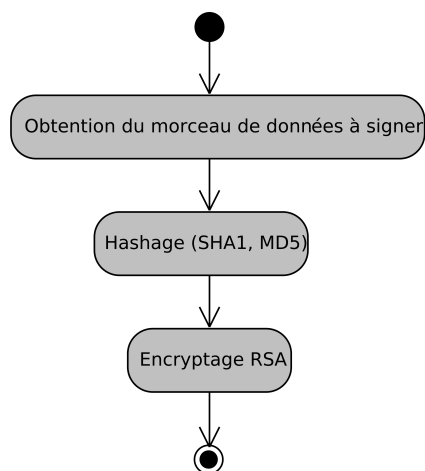 Obtention du morceau de données à signer
Hashage (SHA1, MD5)
Encryptage RSA